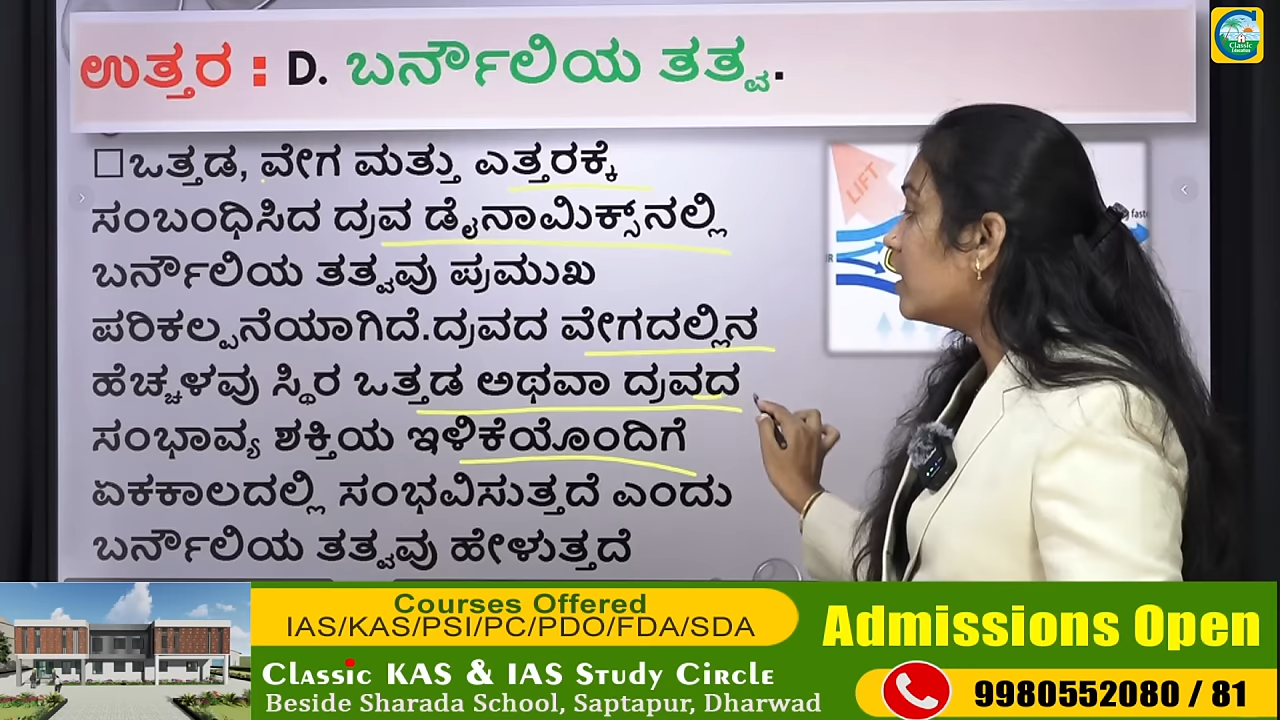 ಉತ್ತರ : D. ಬರ್ನೌಲಿಯ ತತ್ವ.
ಒತ್ತಡ, ವೇಗ ಮತ್ತು ಎತ್ತರಕ್ಕೆ
ಸಂಬಂಧಿಸಿದ ದ್ರವ ಡೈನಾಮಿಕ್ಸ್‌ನಲ್ಲಿ
ಬರ್ನೌಲಿಯ ತತ್ವವು ಪ್ರಮುಖ
ಪರಿಕಲ್ಪನೆಯಾಗಿದೆ.ದ್ರವದ ವೇಗದಲ್ಲಿನ
ಹೆಚ್ಚಳವು ಸ್ಥಿರ ಒತ್ತಡ ಅಥವಾ ದ್ರವದ
ಸಂಭಾವ್ಯ ಶಕ್ತಿಯ ಇಳಿಕೆಯೊಂದಿಗೆ
ಏಕಕಾಲದಲ್ಲಿ ಸಂಭವಿಸುತ್ತದೆ ಎಂದು
ಬರ್ನೌಲಿಯ ತತ್ವವು ಹೇಳುತ್ತದೆ
LIFT
Classic
Education
Courses Offered
IAS/KAS/PSI/PC/PDO/FDA/SDA
Classic KAS & IAS Study Circle
Beside Sharada School, Saptapur, Dharwad
Admissions Open
9980552080 / 81